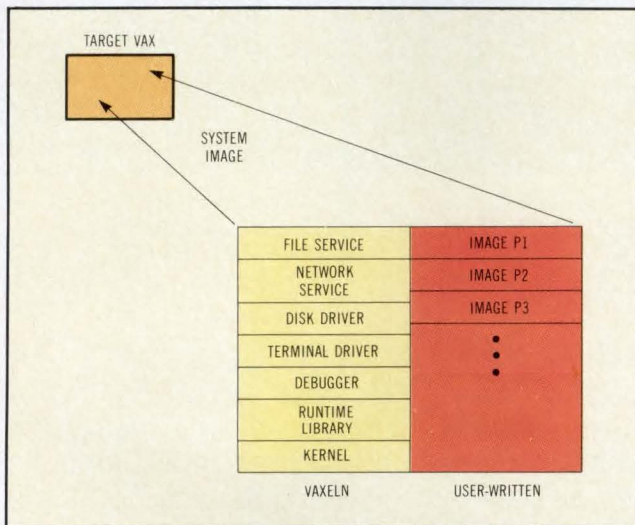 TARGET VAX
SYSTEM
IMAGE
FILE SERVICE
IMAGE P1
NETWORK
SERVICE
IMAGE P2
DISK DRIVER
IMAGE P3
TERMINAL DRIVER
DEBUGGER
RUNTIME
LIBRARY
KERNEL
VAXELN
USER-WRITTEN